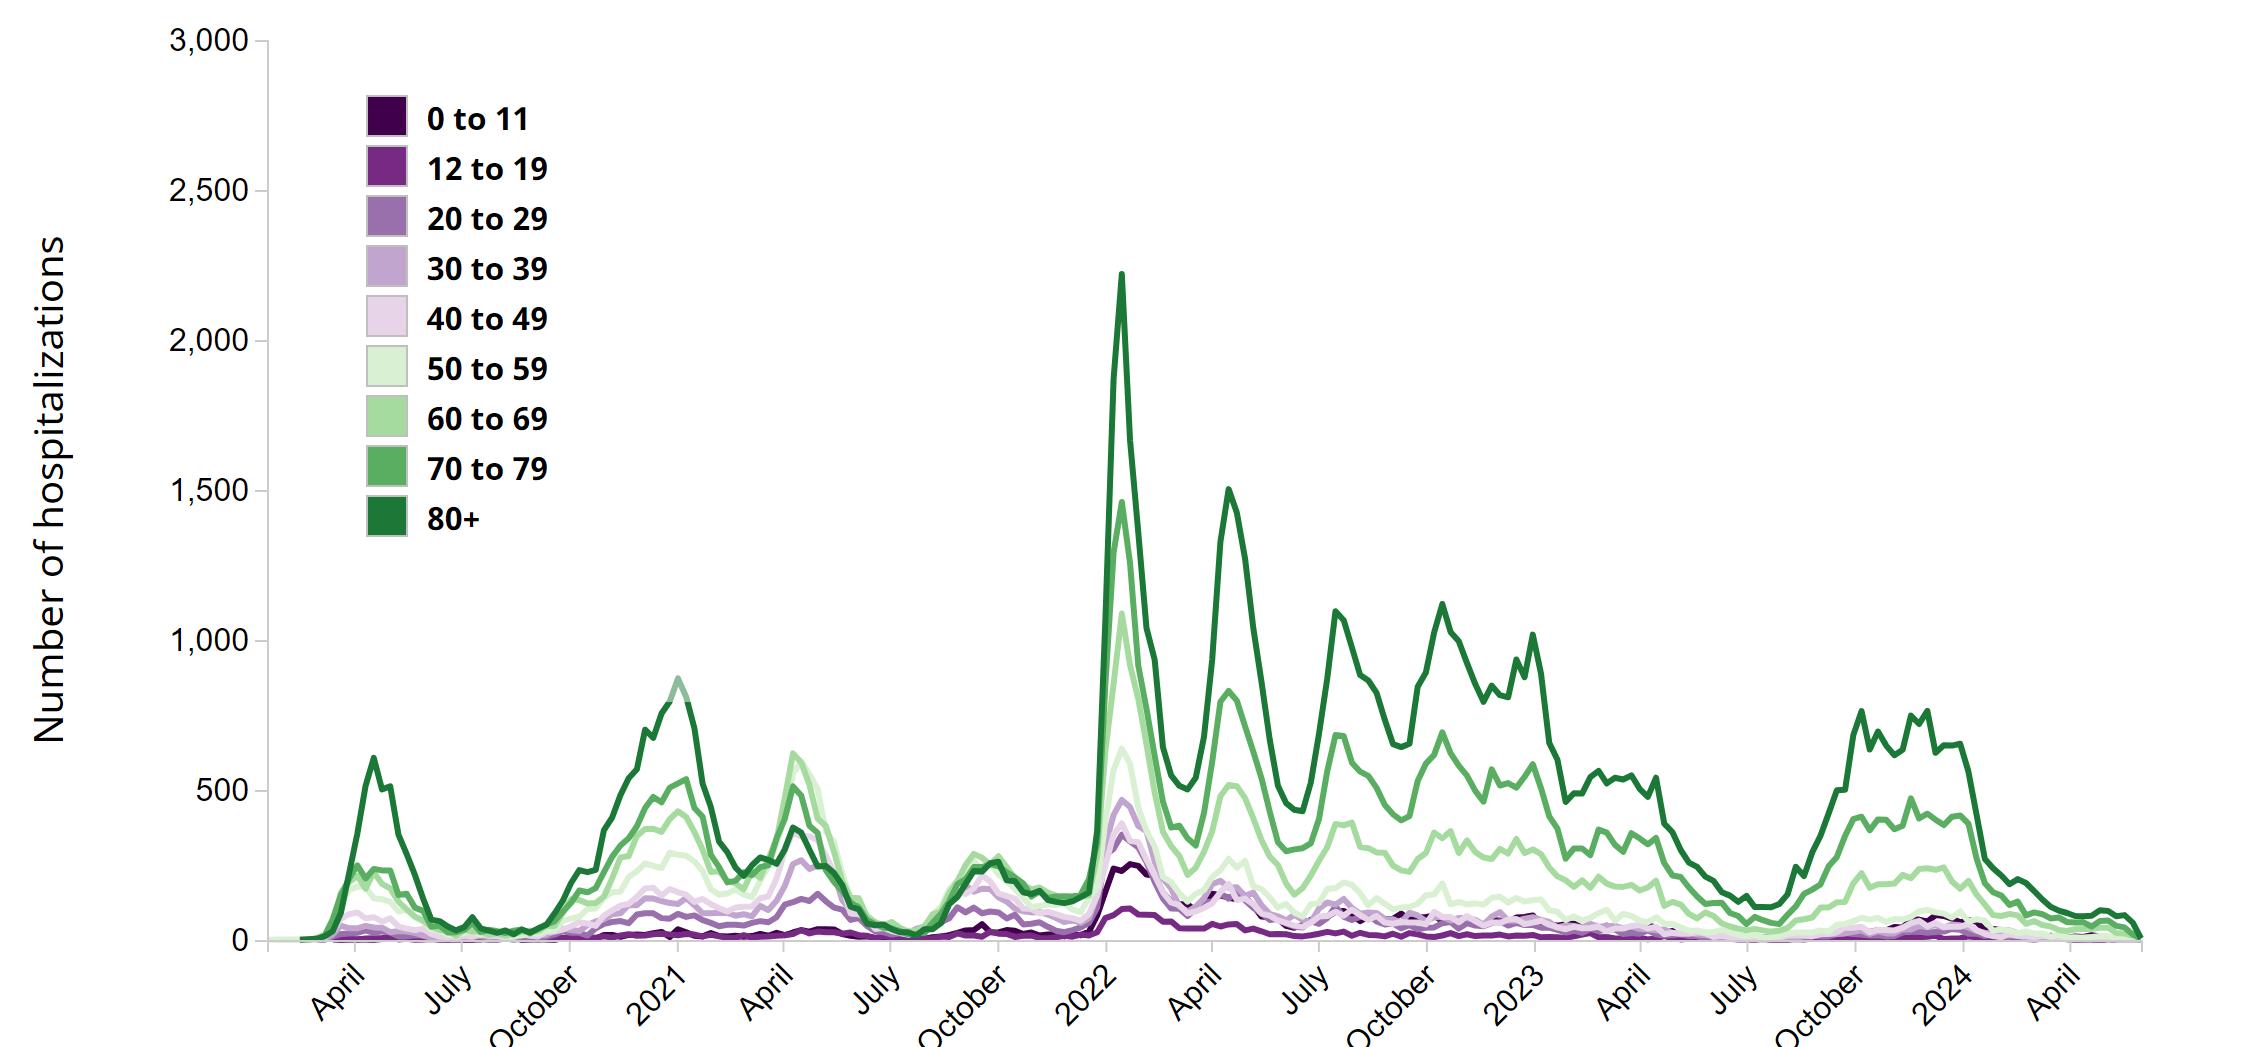 Number of hospitalizations
3,000
2,500
2,000
1,500
1,000
500
0
0 to 11
12 to 19
20 to 29
30 to 39
40 to 49
50 to 59
60 to 69
70 to 79
80+
April
July
October
2021
April
July
October
2022
April
July
October
2023
April
July
October
2024
April